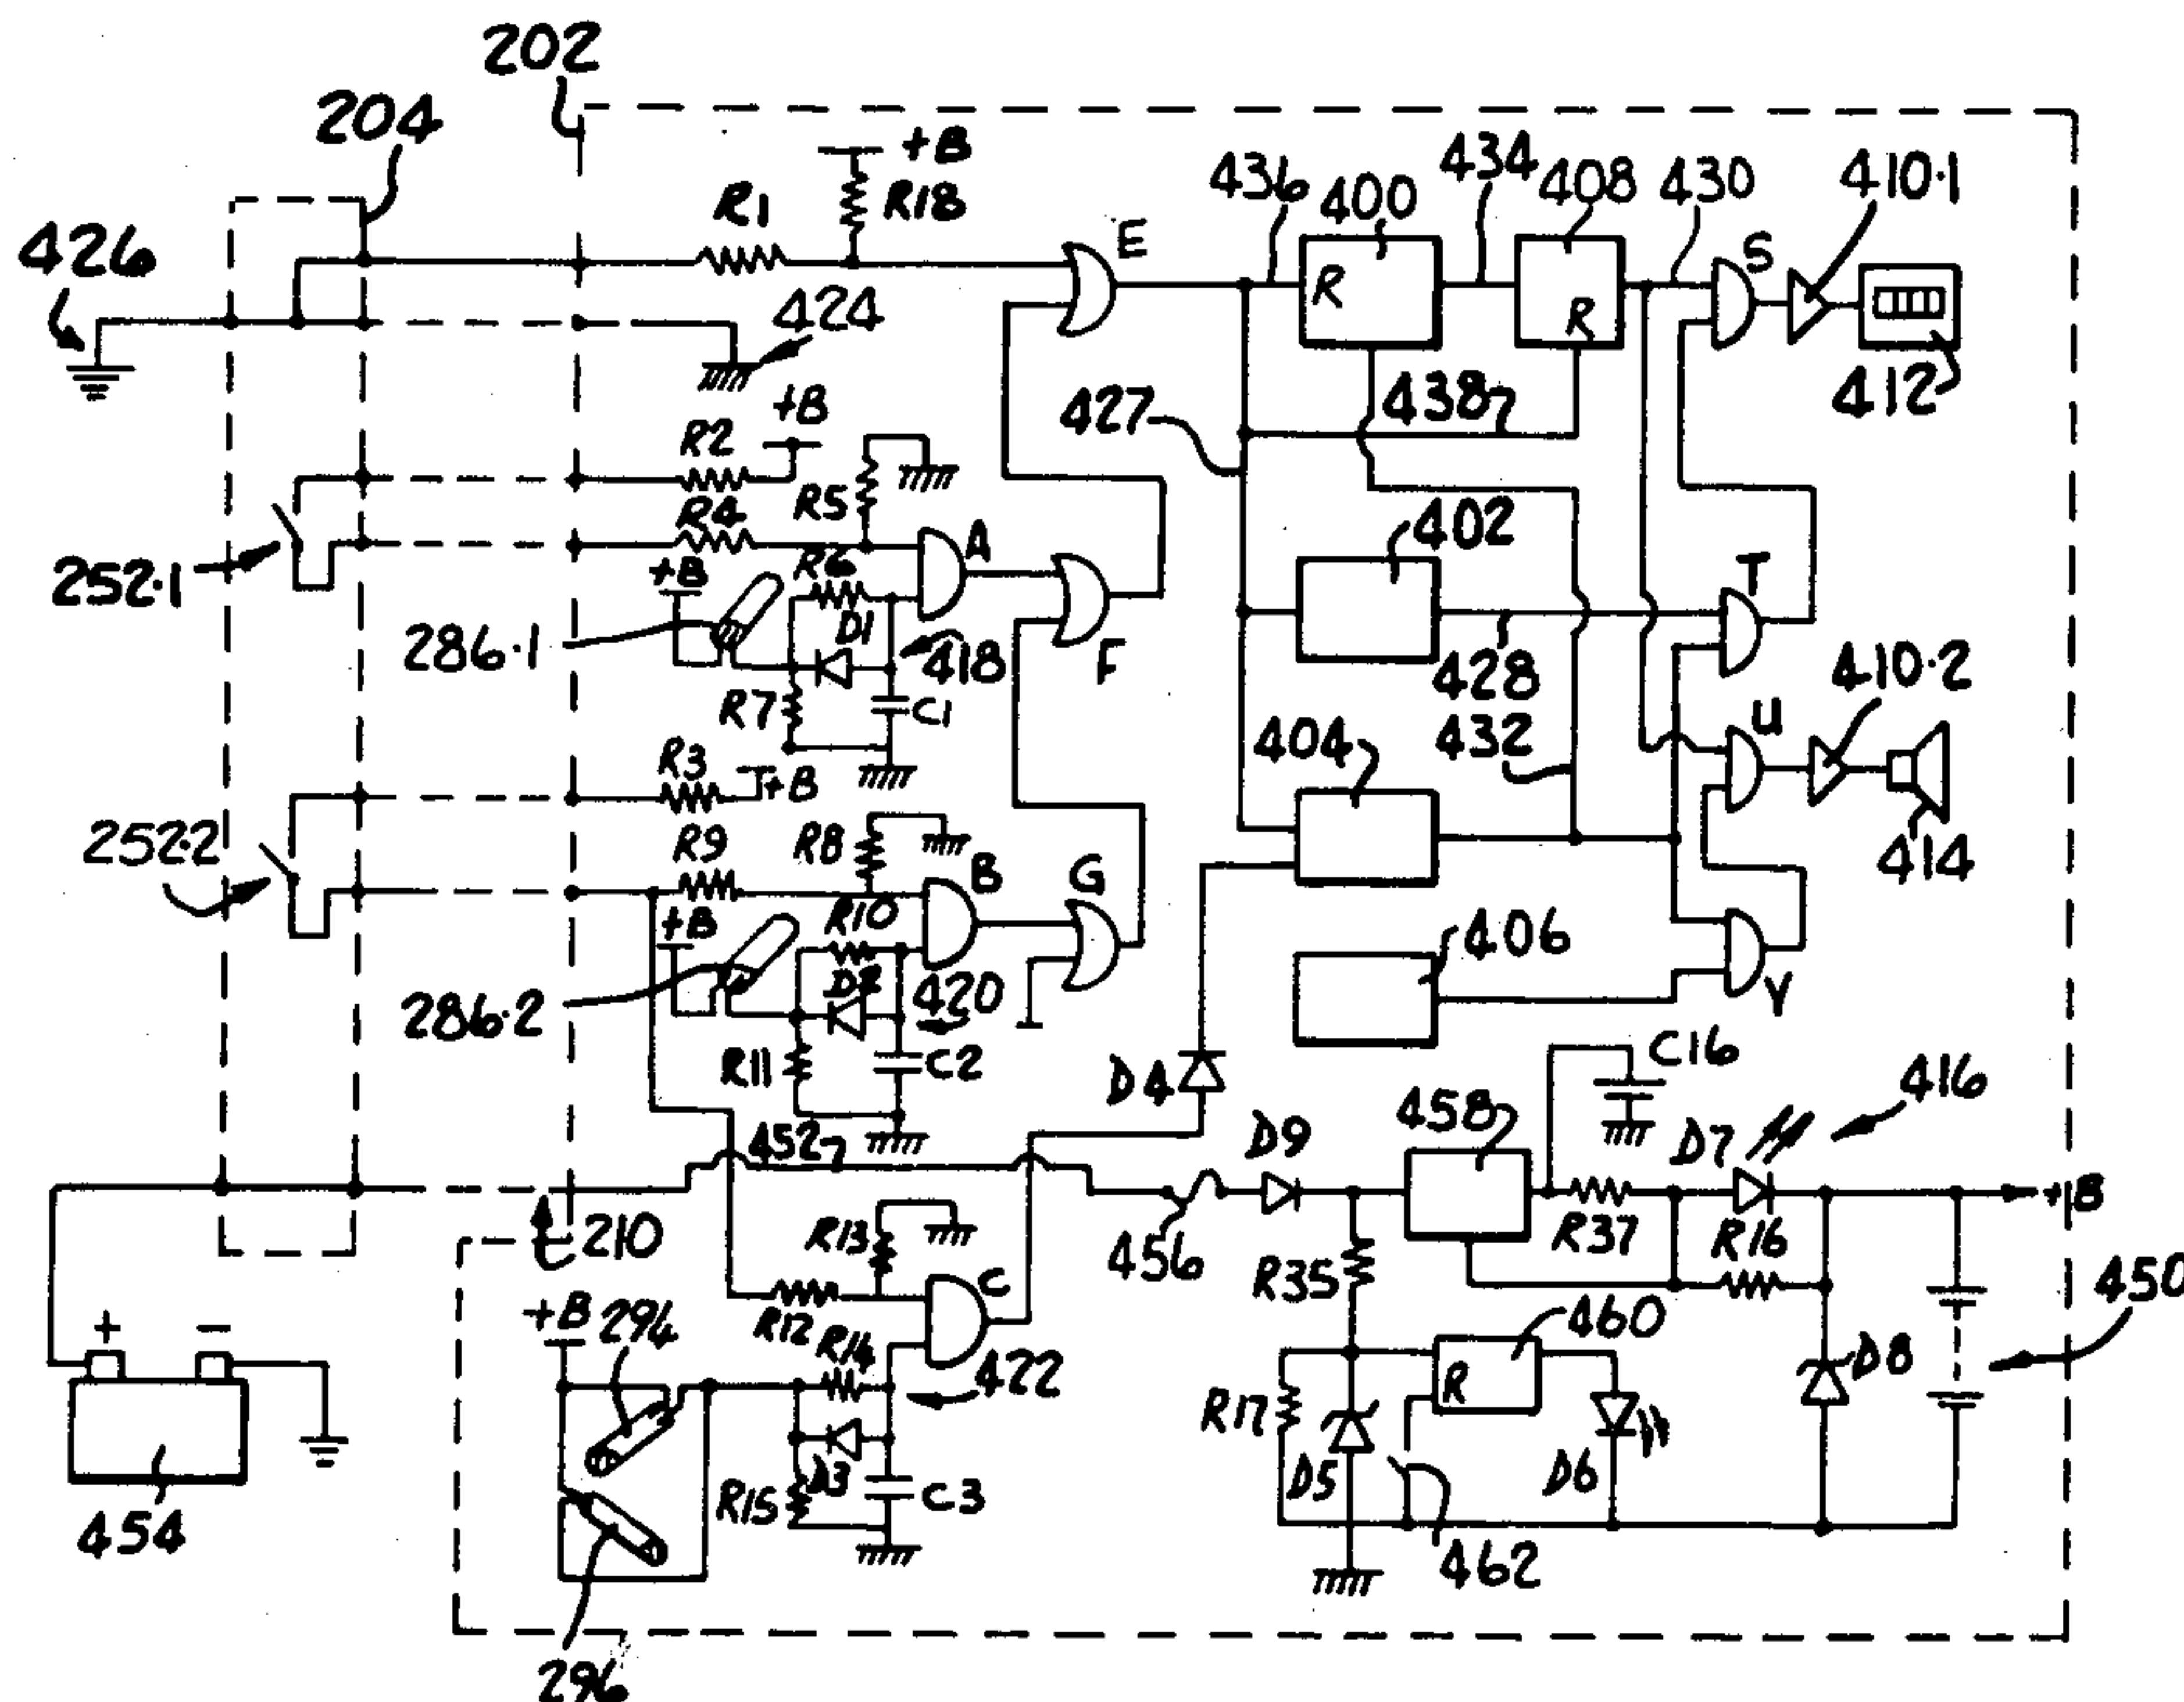 202
204
+B
R1
R18
E
436
400
434
408
430
410·1
S
R
R
426
424
412
+B
438
427
R2
R5
R4
A
402
252·1
+B
R6
T
286·1
D1
418
F
428
410·2
R7
C1
432
U
404
R3
+B
414
252·2
R9
R8
B
G
+B
R10
406
286·2
D2
420
Y
R11
C2
C16
D4
416
458
452
D9
D7
+B
210
R13
456
R37
R16
R35
450
+
−
+B
294
R12
C
460
R14
422
D8
R17
R
D5
D6
R15
D3
C3
454
462
296